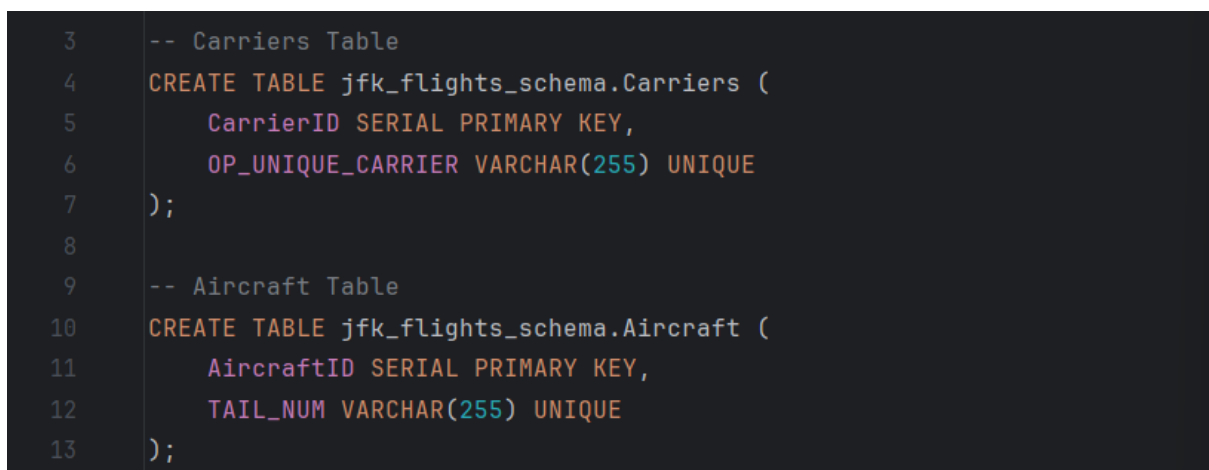 3 -- Carriers Table
4 CREATE TABLE jfk_flights_schema.Carriers (
5 CarrierID SERIAL PRIMARY KEY,
6 OP_UNIQUE_CARRIER VARCHAR(255) UNIQUE
7 );
8
9 -- Aircraft Table
10 CREATE TABLE jfk_flights_schema.Aircraft (
11 AircraftID SERIAL PRIMARY KEY,
12 TAIL_NUM VARCHAR(255) UNIQUE
13 );